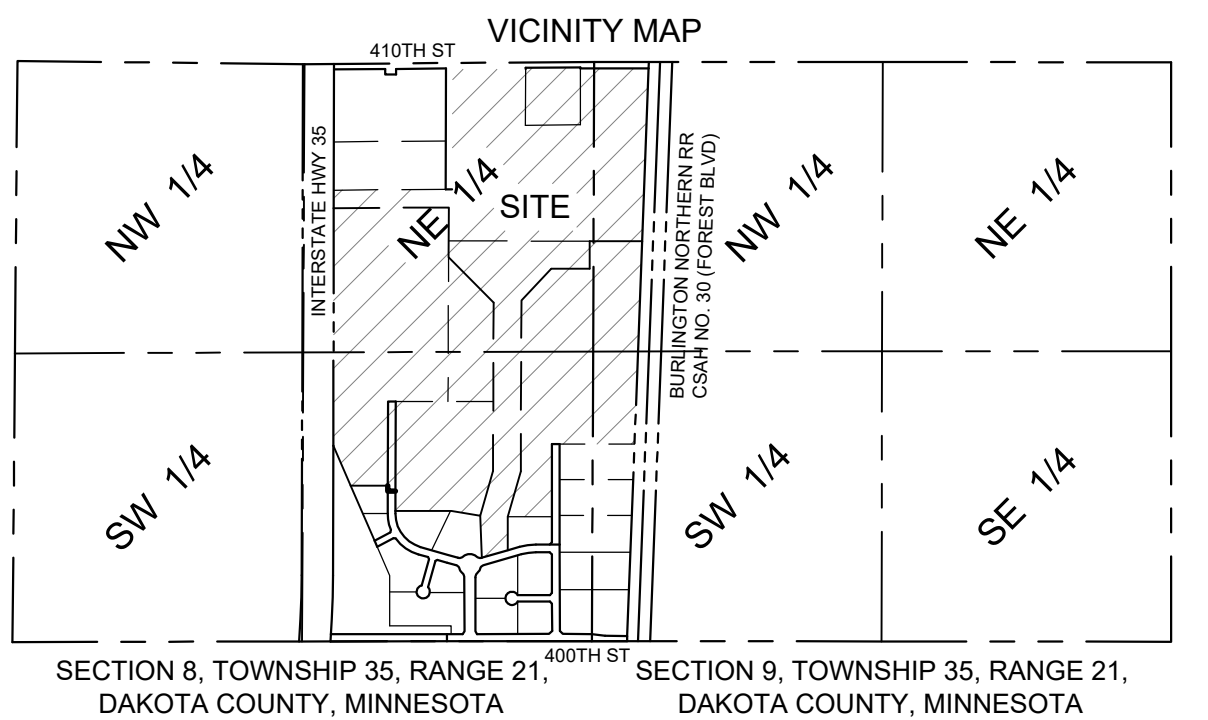 VICINITY MAP
410TH ST
INTERSTATE HWY 35
BURLINGTON NORTHERN RR
CSAH NO. 30 (FOREST BLVD)
NW 1/4
NE 1/4
SITE
NW 1/4
NE 1/4
SW 1/4
SW 1/4
SE 1/4
400TH ST
SECTION 8, TOWNSHIP 35, RANGE 21,
DAKOTA COUNTY, MINNESOTA
SECTION 9, TOWNSHIP 35, RANGE 21,
DAKOTA COUNTY, MINNESOTA